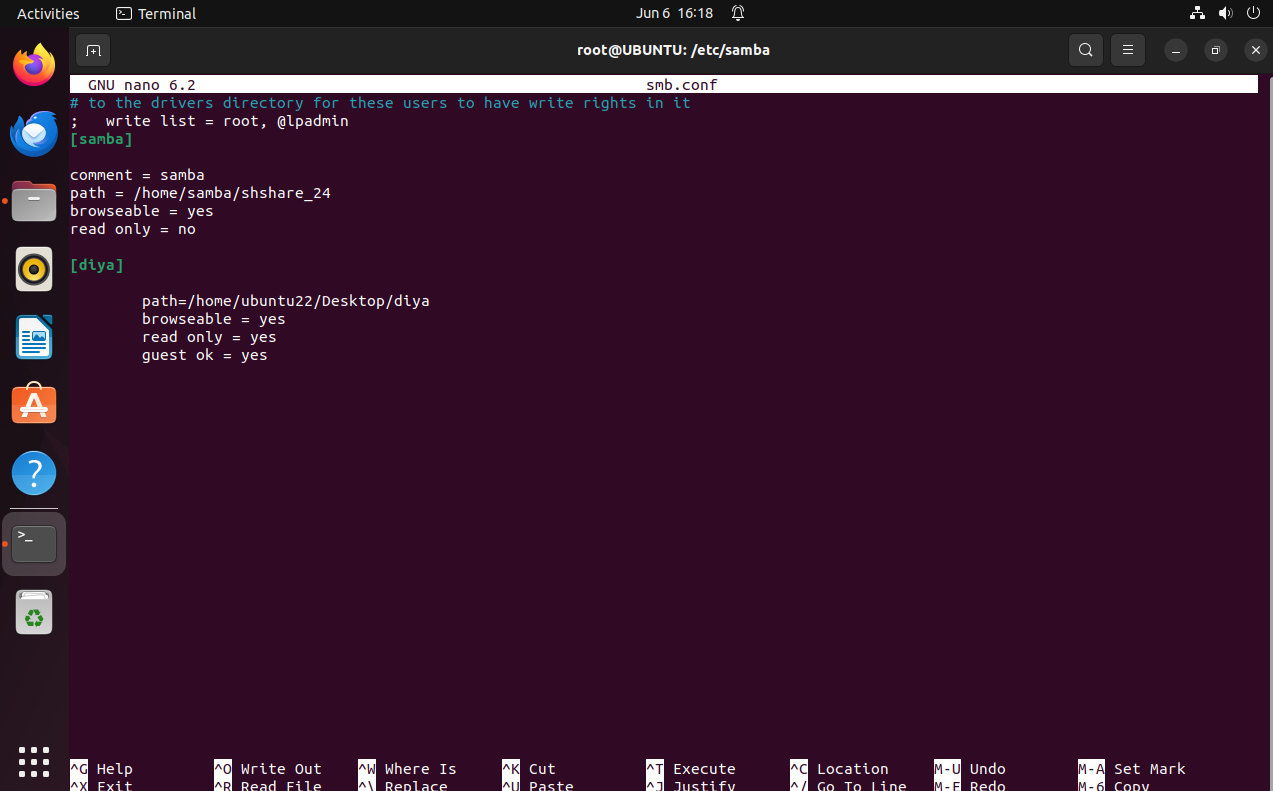 Activities Terminal Jun 6 16:18
root@UBUNTU: /etc/samba
GNU nano 6.2 smb.conf
# to the drivers directory for these users to have write rights in it
;   write list = root, @lpadmin
[samba]
comment = samba
path = /home/samba/shshare_24
browseable = yes
read only = no
[diya]
path=/home/ubuntu22/Desktop/diya
browseable = yes
read only = yes
guest ok = yes
^G Help ^O Write Out ^W Where Is ^K Cut ^T Execute ^C Location M-U Undo M-A Set Mark
^X Exit ^R Read File ^\ Replace ^U Paste ^J Justify ^/ Go To Line M-E Redo M-6 Copy